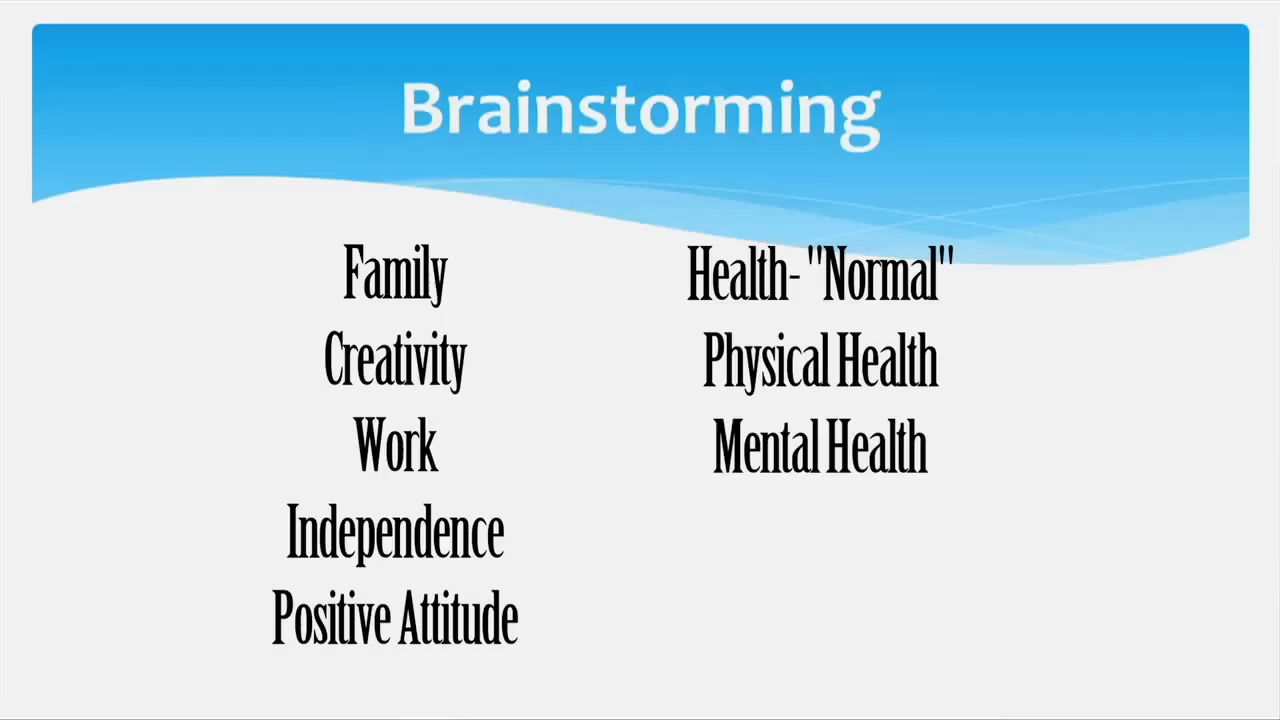 Brainstorming
Family
Creativity
Work
Independence
Positive Attitude
Health- "Normal"
Physical Health
Mental Health